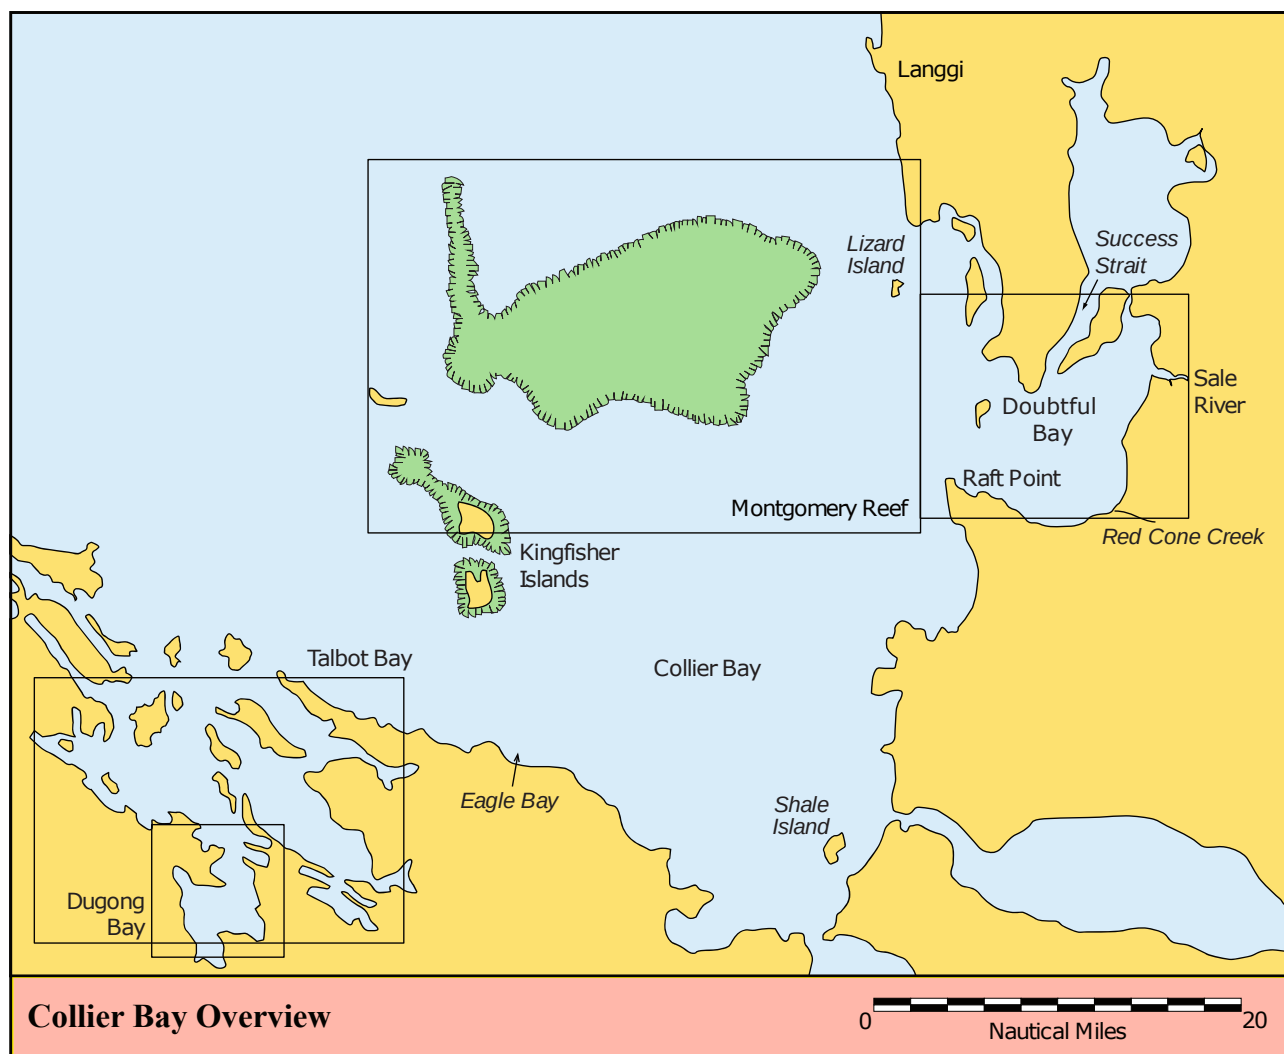 Langgi
Lizard
Island
Success
Strait
Sale
River
Doubtful
Bay
Raft Point
Montgomery Reef
Red Cone Creek
Kingfisher
Islands
Talbot Bay
Collier Bay
Eagle Bay
Shale
Island
Dugong
Bay
Collier Bay Overview
0
20
Nautical Miles